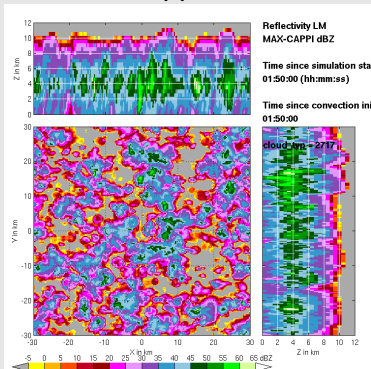 Reflectivity LM
MAX-CAPPI dBZ
Time since simulation sta
01:50:00 (hh:mm:ss)
Time since convection ini
01:50:00
cloud_typ = 2717
Z in km
12
10
8
6
4
2
0
Y in km
30
20
10
0
-10
-20
-30
-30 -20 -10 0 10 20 30
X in km
0 2 4 6 8 10 12
Z in km
-5 0 5 10 15 20 25 30 35 40 45 50 55 60 65 dBZ